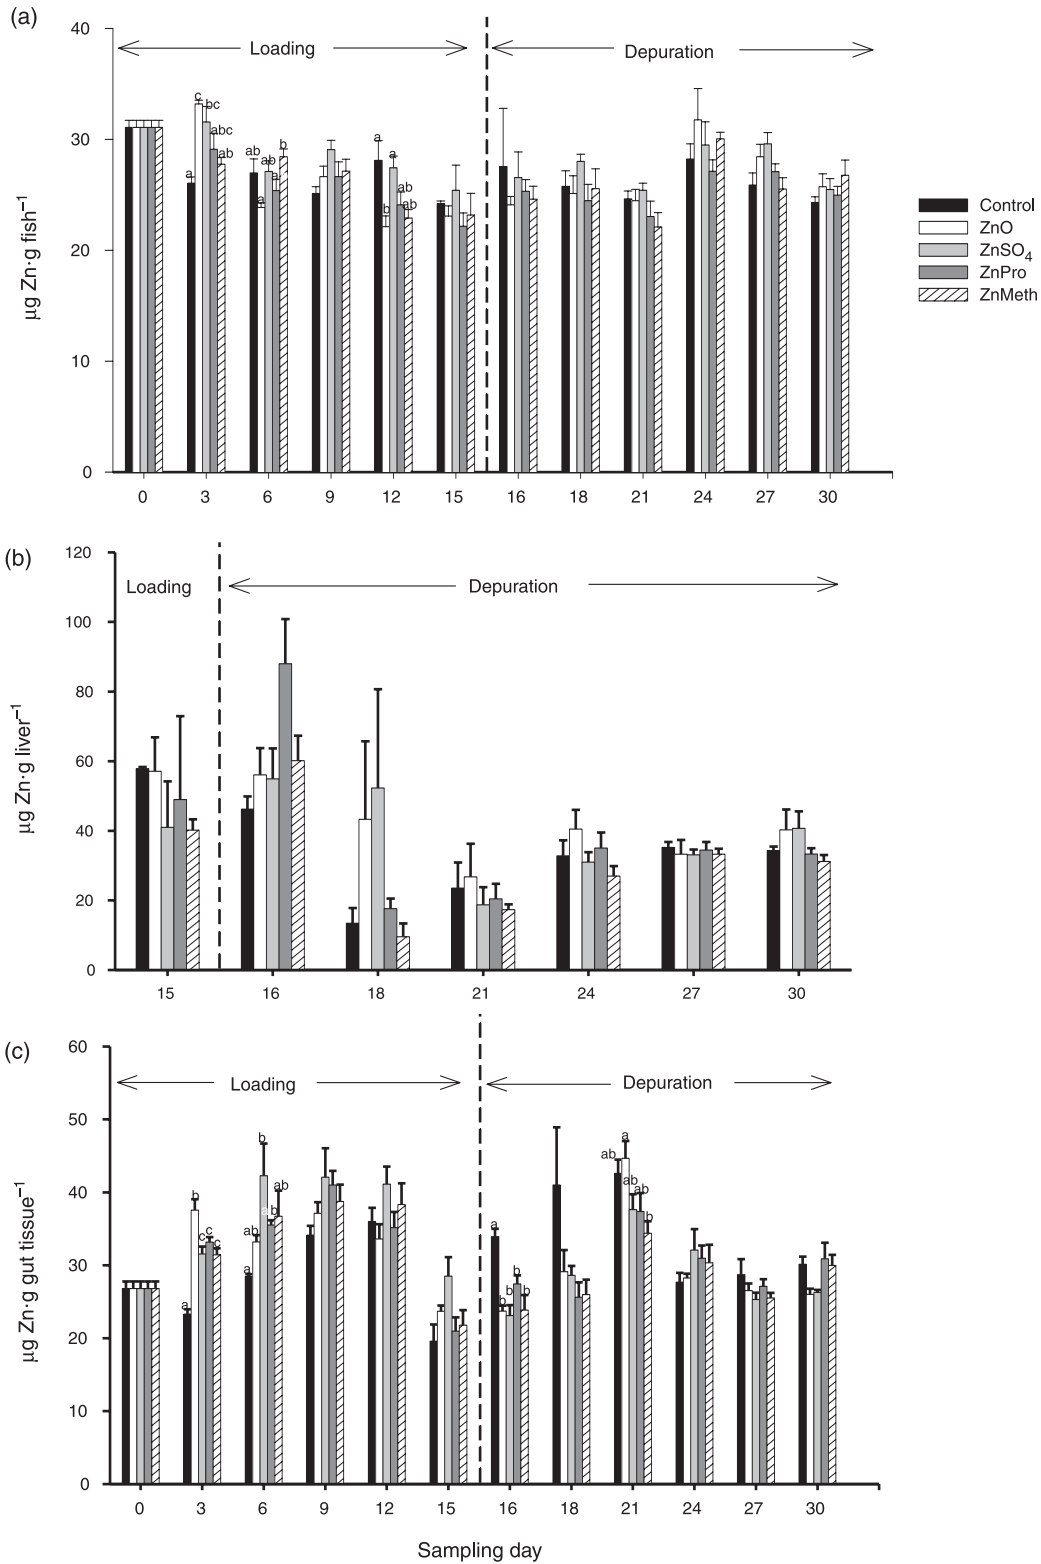 (a)
40
30
20
10
0
µg Zn·g fish⁻¹
Loading
Depuration
a
c
bc
abc
ab
ab
a
ab
a
b
a
b
a
ab
ab
0 3 6 9 12 15 16 18 21 24 27 30
Control
ZnO
ZnSO₄
ZnPro
ZnMeth
(b)
120
100
80
60
40
20
0
µg Zn·g liver⁻¹
Loading
Depuration
15 16 18 21 24 27 30
(c)
60
50
40
30
20
10
0
µg Zn·g gut tissue⁻¹
Loading
Depuration
a
b
c
c
c
a
ab
b
ab
ab
a
b
b
b
b
ab
a
ab
ab
b
0 3 6 9 12 15 16 18 21 24 27 30
Sampling day